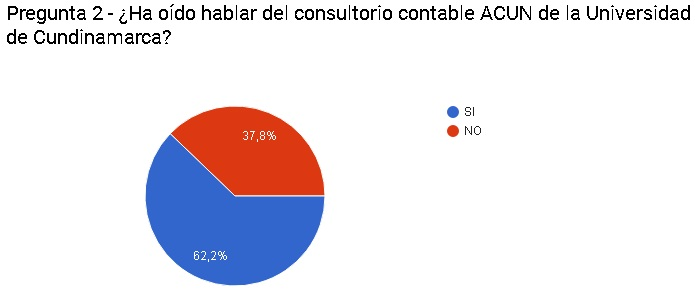 Pregunta 2 - ¿Ha oído hablar del consultorio contable ACUN de la Universidad
de Cundinamarca?
SI
NO
37,8%
62,2%